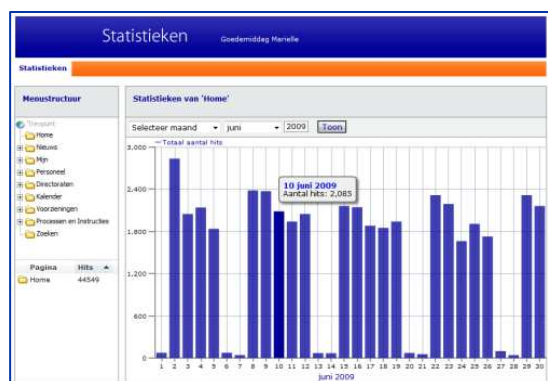 Statistieken
Goedemiddag Marielle
Statistieken
Menustructuur
Statistieken van 'Home'
Transpunt
Home
Nieuws
Mijn
Personeel
Directoraten
Kalender
Voorzeningen
Processen en Instructies
Zoeken
Pagina Hits
Home 44549
Selecteer maand juni 2009 Toon
Totaal aantal hits
3,000
2,400
1,800
1,200
600
0
10 juni 2009
Aantal hits: 2,085
1 2 3 4 5 6 7 8 9 10 11 12 13 14 15 16 17 18 19 20 21 22 23 24 25 26 27 28 29 30
juni 2009